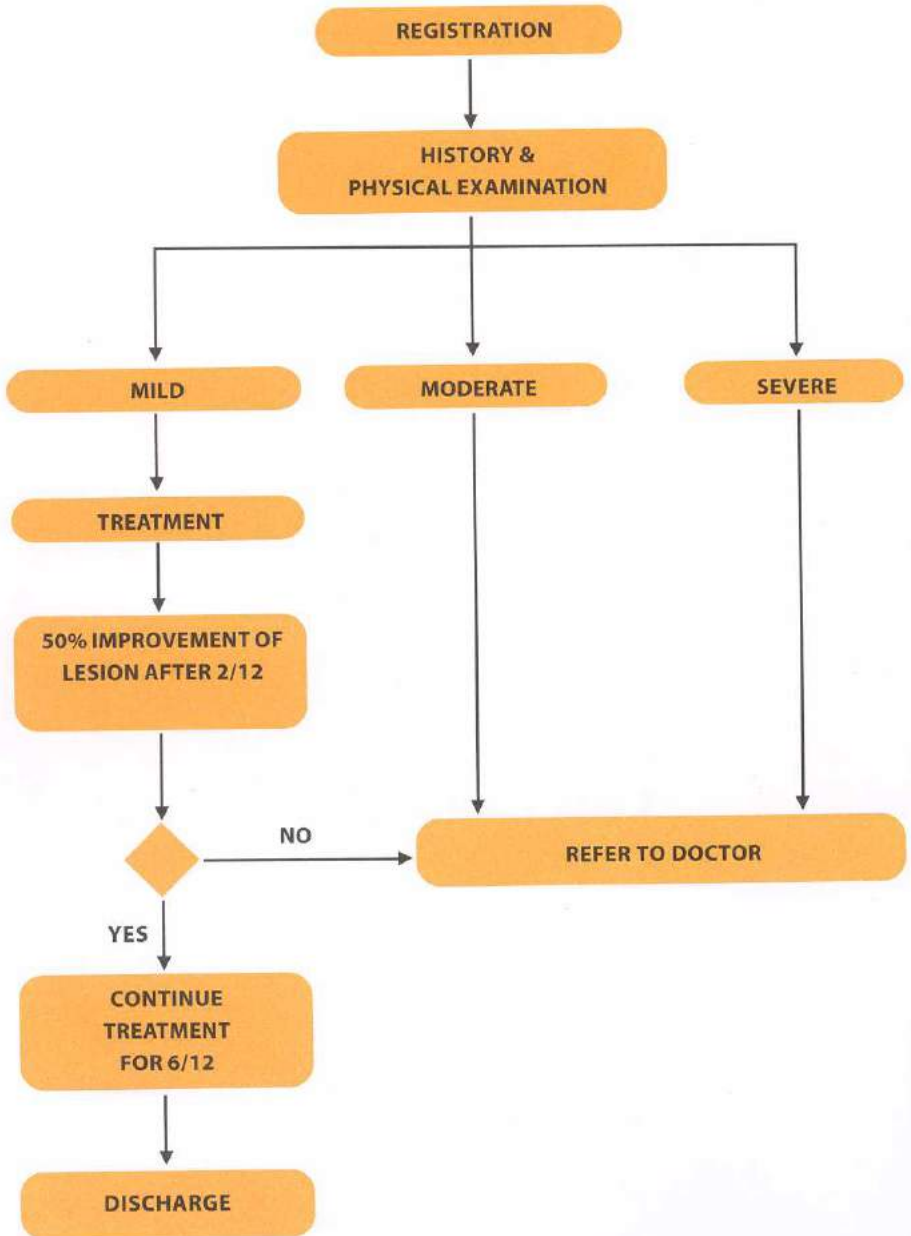 REGISTRATION
HISTORY &
PHYSICAL EXAMINATION
MILD
MODERATE
SEVERE
TREATMENT
50% IMPROVEMENT OF
LESION AFTER 2/12
NO
REFER TO DOCTOR
YES
CONTINUE
TREATMENT
FOR 6/12
DISCHARGE